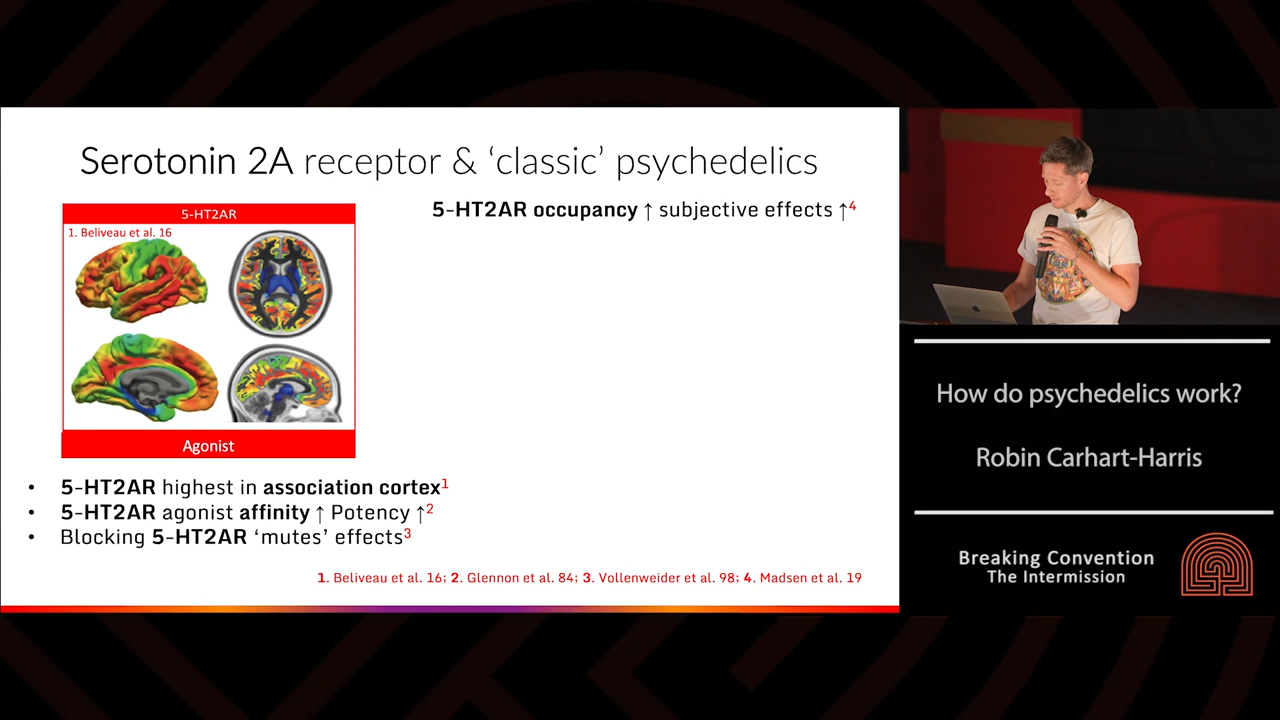 Serotonin 2A receptor & ‘classic’ psychedelics
5-HT2AR
1. Beliveau et al. 16
Agonist
5-HT2AR occupancy ↑ subjective effects ↑4
• 5-HT2AR highest in association cortex1
• 5-HT2AR agonist affinity ↑ Potency ↑2
• Blocking 5-HT2AR ‘mutes’ effects3
1. Beliveau et al. 16; 2. Glennon et al. 84; 3. Vollenweider et al. 98; 4. Madsen et al. 19
How do psychedelics work?
Robin Carhart-Harris
Breaking Convention
The Intermission